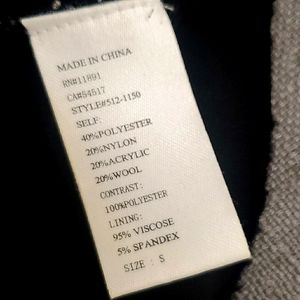 MADE IN CHINA
RN#11891
CA#54517
STYLE#512-1150
SELF:
40%POLYESTER
20%NYLON
20%ACRYLIC
20%WOOL
CONTRAST:
100%POLYESTER
LINING:
95% VISCOSE
5% SPANDEX
SIZE : S